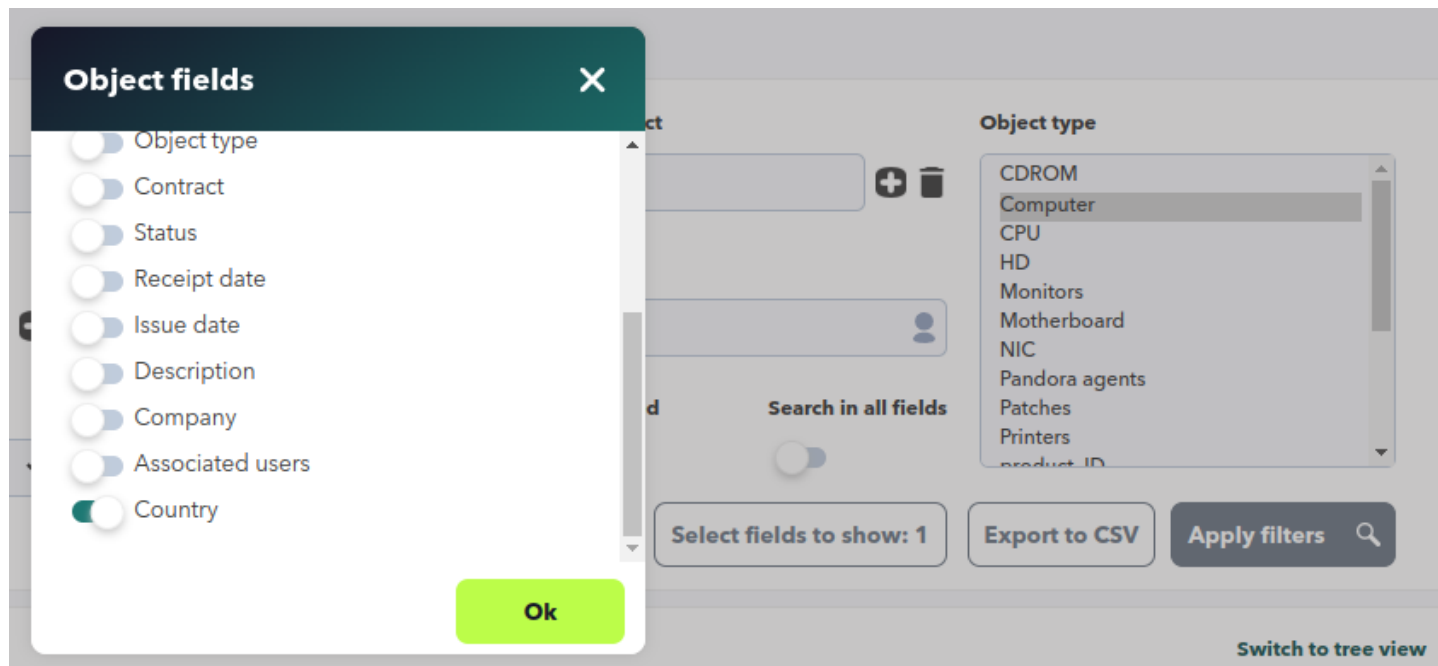 Object fields
Object type
Contract
Status
Receipt date
Issue date
Description
Company
Associated users
Country
Ok
ct
Object type
CDROM
Computer
CPU
HD
Monitors
Motherboard
NIC
Pandora agents
Patches
Printers
product_ID
d
Search in all fields
Select fields to show: 1
Export to CSV
Apply filters
Switch to tree view